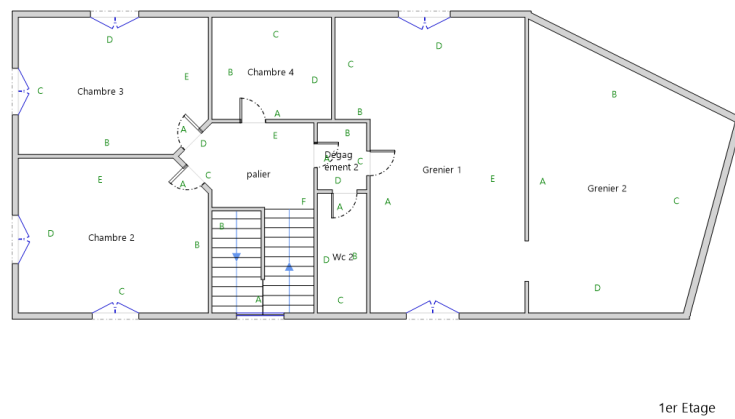 C
D
D
B
Chambre 4
D
C
E
C
Chambre 3
B
A
B
A
E
B
D
B
Dégag
ement 2
A
C
Grenier 1
palier
C
D
E
A
E
A
Grenier 2
A
F
A
C
B
D
Chambre 2
B
Wc 2
D
B
C
A
C
D
1er Etage